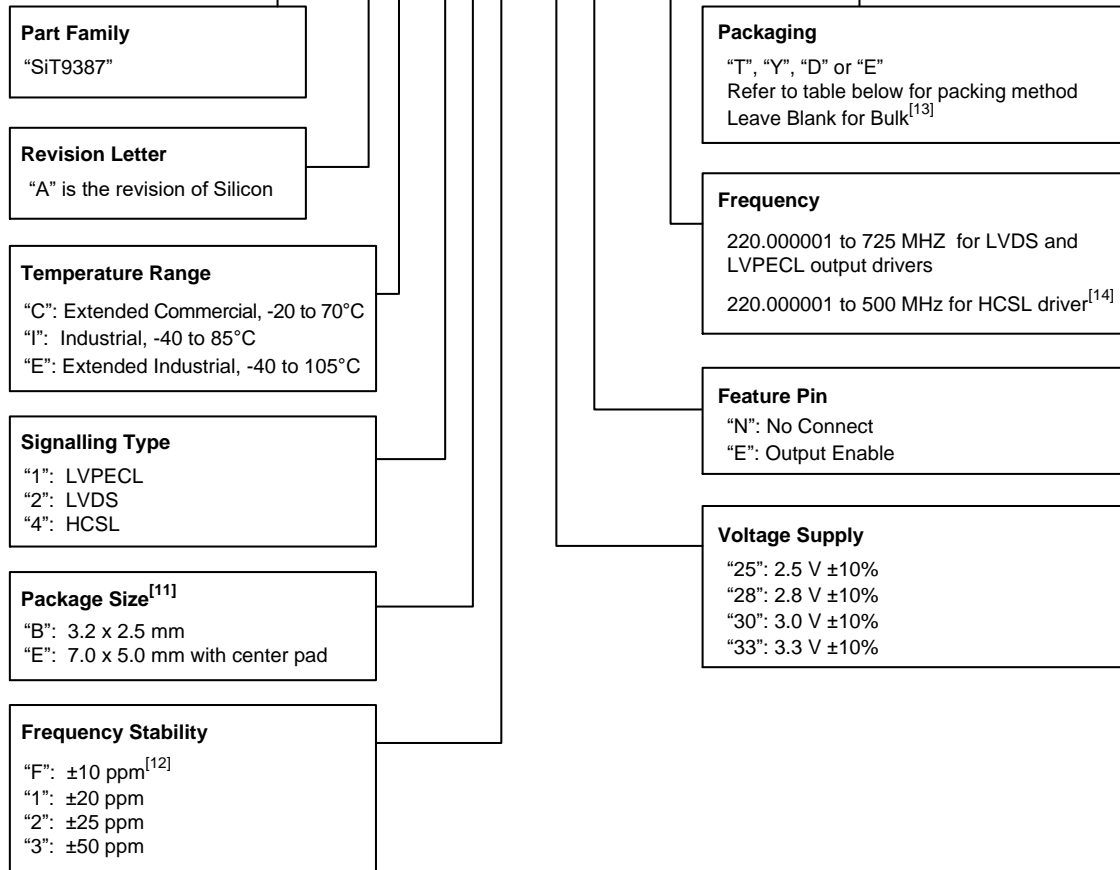 Part Family
“SiT9387”
Revision Letter
“A” is the revision of Silicon
Temperature Range
“C”: Extended Commercial, -20 to 70°C
“I”: Industrial, -40 to 85°C
“E”: Extended Industrial, -40 to 105°C
Signalling Type
“1”: LVPECL
“2”: LVDS
“4”: HCSL
Package Size[11]
“B”: 3.2 x 2.5 mm
“E”: 7.0 x 5.0 mm with center pad
Frequency Stability
“F”: ±10 ppm[12]
“1”: ±20 ppm
“2”: ±25 ppm
“3”: ±50 ppm
Packaging
“T”, “Y”, “D” or “E”
Refer to table below for packing method
Leave Blank for Bulk[13]
Frequency
220.000001 to 725 MHZ for LVDS and
LVPECL output drivers
220.000001 to 500 MHz for HCSL driver[14]
Feature Pin
“N”: No Connect
“E”: Output Enable
Voltage Supply
“25”: 2.5 V ±10%
“28”: 2.8 V ±10%
“30”: 3.0 V ±10%
“33”: 3.3 V ±10%